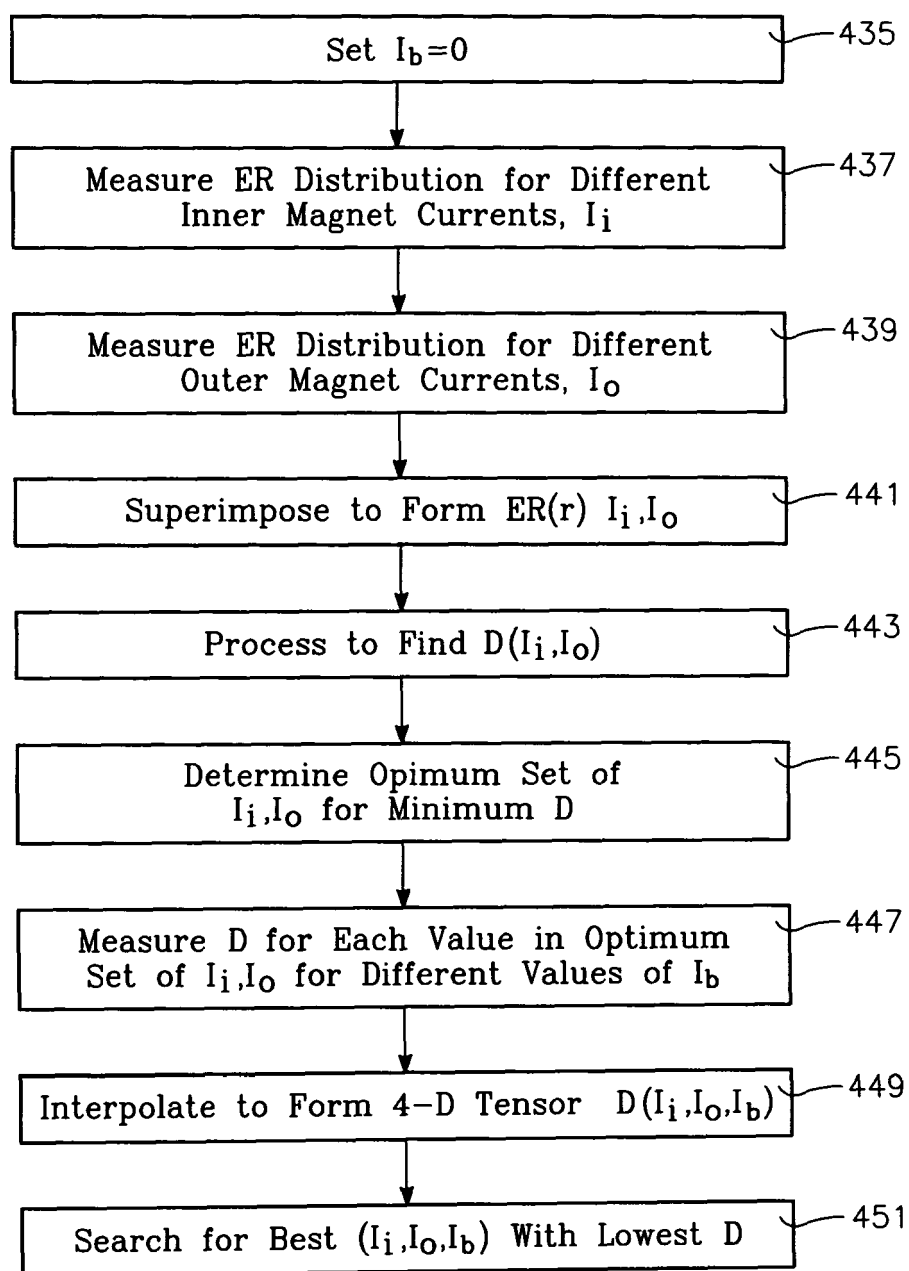 Set I_b=0
435
Measure ER Distribution for Different
Inner Magnet Currents, I_i
437
Measure ER Distribution for Different
Outer Magnet Currents, I_o
439
Superimpose to Form ER(r) I_i,I_o
441
Process to Find D(I_i,I_o)
443
Determine Opimum Set of
I_i,I_o for Minimum D
445
Measure D for Each Value in Optimum
Set of I_i,I_o for Different Values of I_b
447
Interpolate to Form 4-D Tensor D(I_i,I_o,I_b)
449
Search for Best (I_i,I_o,I_b) With Lowest D
451